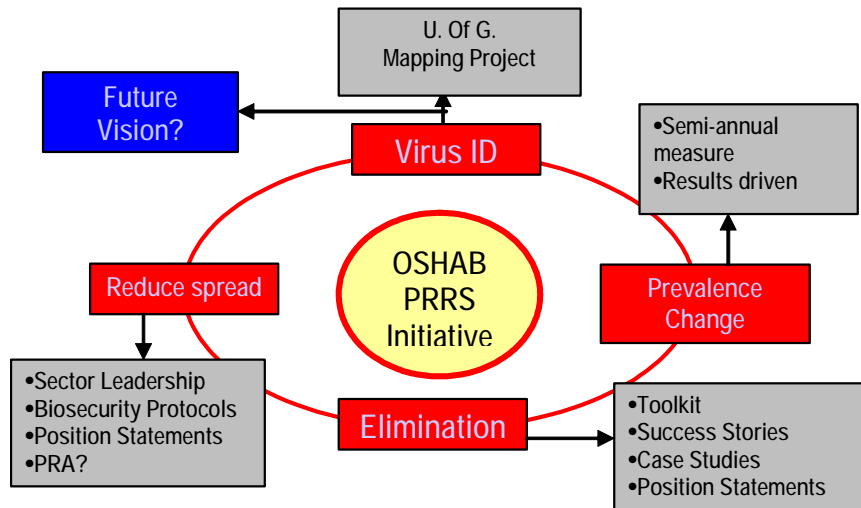 U. Of G.
Mapping Project
Future
Vision?
Virus ID
•Semi-annual
measure
•Results driven
OSHAB
PRRS
Initiative
Reduce spread
Prevalence
Change
•Sector Leadership
•Biosecurity Protocols
•Position Statements
•PRA?
Elimination
•Toolkit
•Success Stories
•Case Studies
•Position Statements